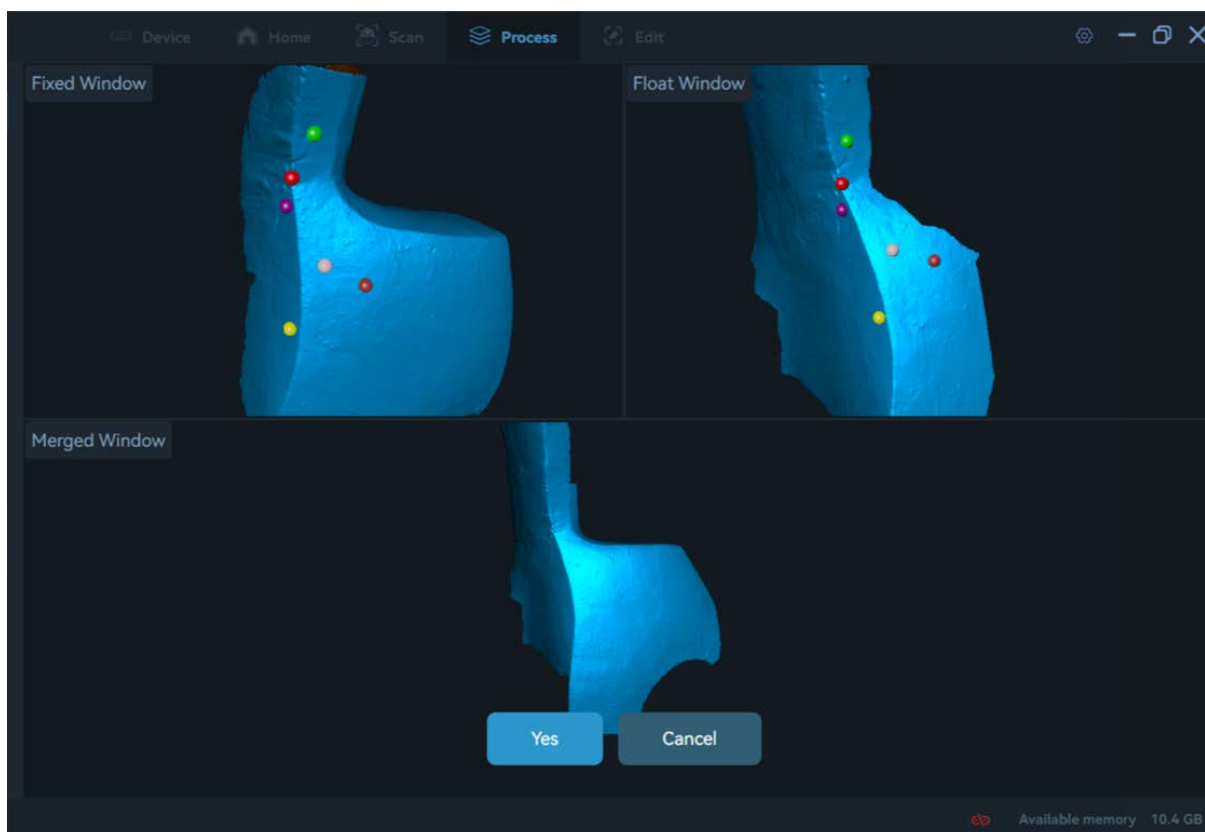 Device Home Scan Process Edit
Fixed Window
Float Window
Merged Window
Yes Cancel
Available memory 10.4 GB